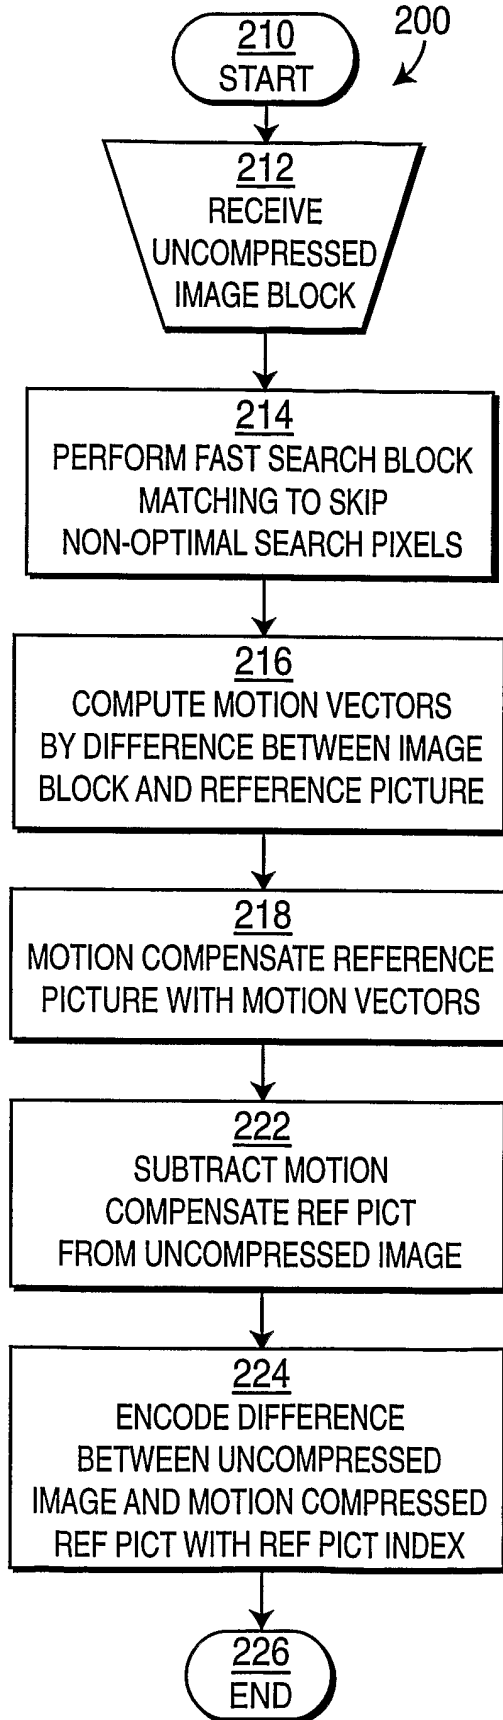 200
210
START
212
RECEIVE
UNCOMPRESSED
IMAGE BLOCK
214
PERFORM FAST SEARCH BLOCK
MATCHING TO SKIP
NON-OPTIMAL SEARCH PIXELS
216
COMPUTE MOTION VECTORS
BY DIFFERENCE BETWEEN IMAGE
BLOCK AND REFERENCE PICTURE
218
MOTION COMPENSATE REFERENCE
PICTURE WITH MOTION VECTORS
222
SUBTRACT MOTION
COMPENSATE REF PICT
FROM UNCOMPRESSED IMAGE
224
ENCODE DIFFERENCE
BETWEEN UNCOMPRESSED
IMAGE AND MOTION COMPRESSED
REF PICT WITH REF PICT INDEX
226
END